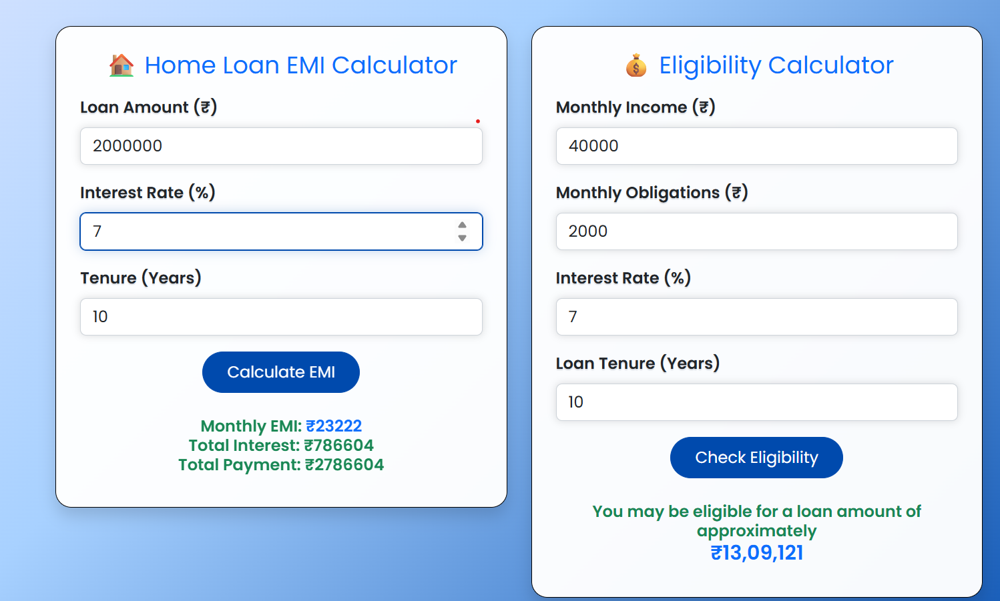 Home Loan EMI Calculator
Loan Amount (₹)
2000000
Interest Rate (%)
7
Tenure (Years)
10
Calculate EMI
Monthly EMI: ₹23222
Total Interest: ₹786604
Total Payment: ₹2786604
Eligibility Calculator
Monthly Income (₹)
40000
Monthly Obligations (₹)
2000
Interest Rate (%)
7
Loan Tenure (Years)
10
Check Eligibility
You may be eligible for a loan amount of
approximately
₹13,09,121